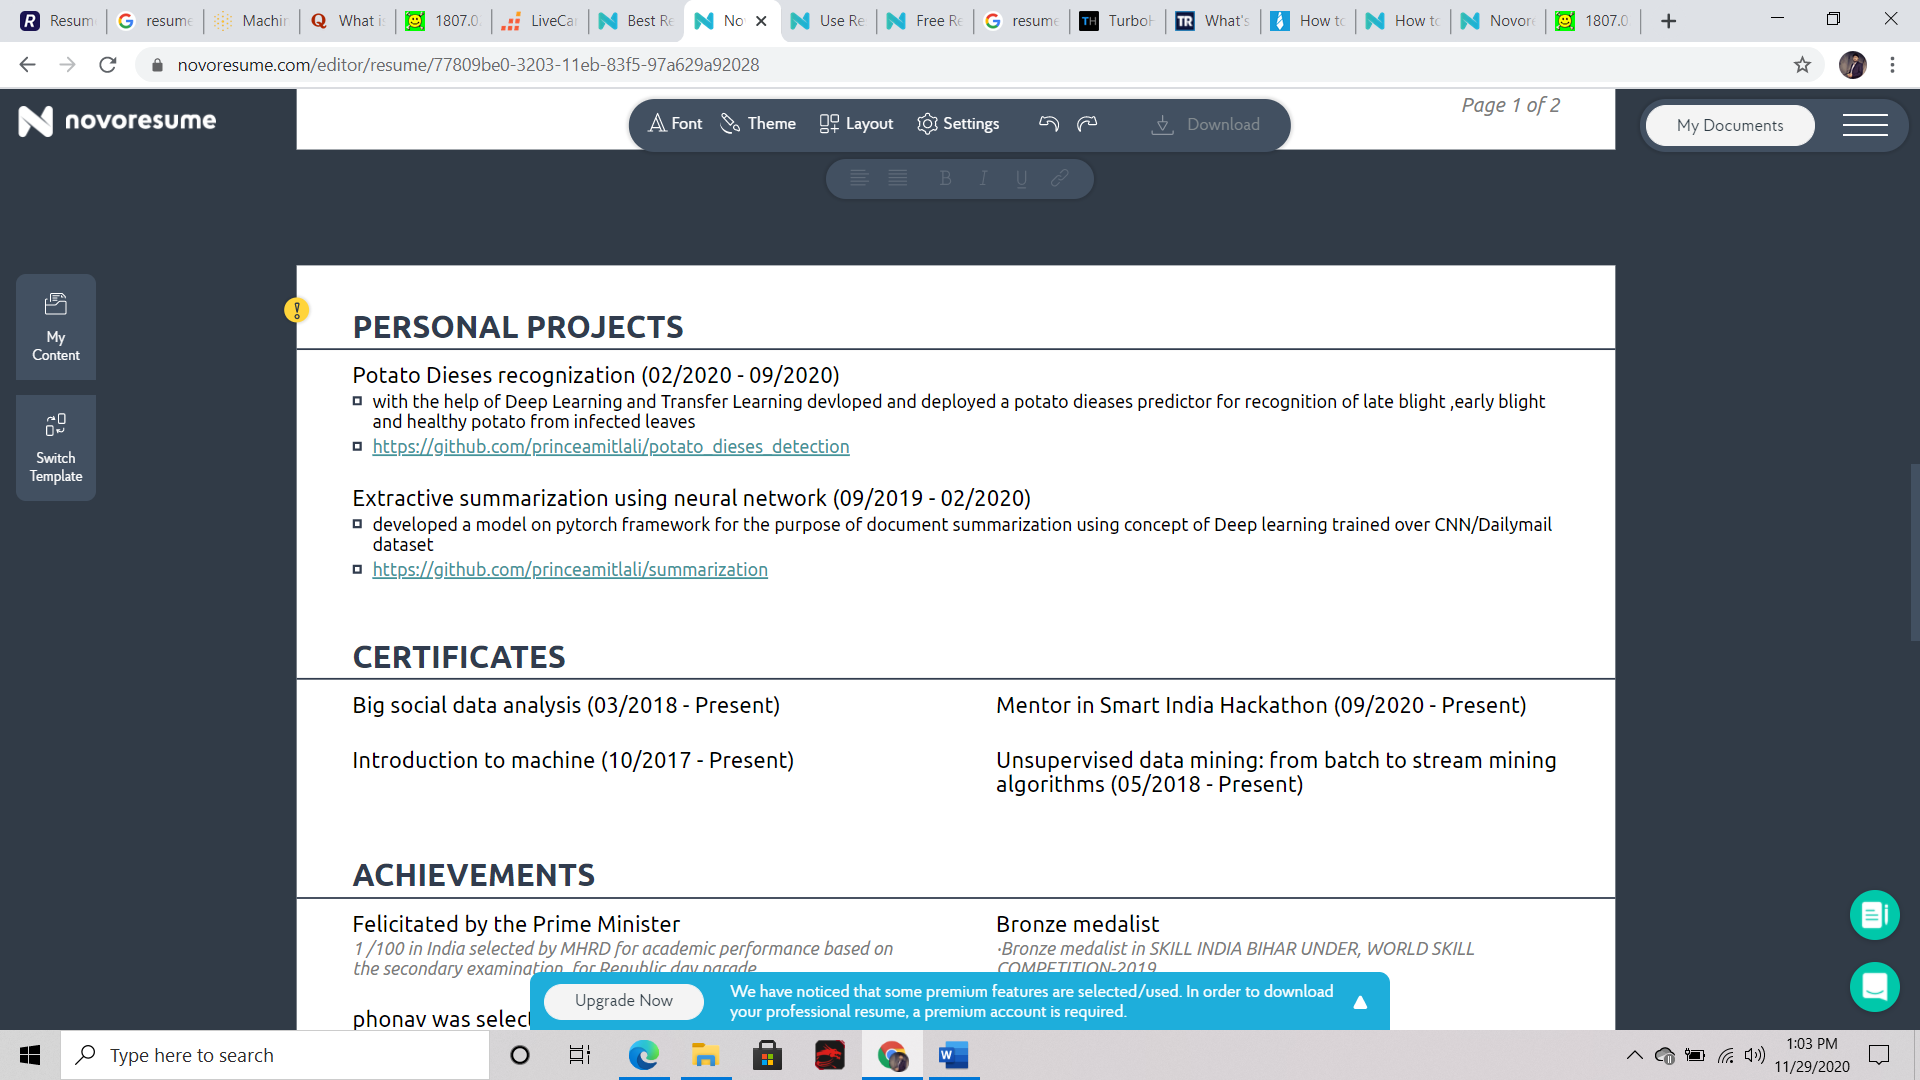 Resum
resume
Machin
What is
1807.0
LiveCar
Best Re
No
Use Re
Free Re
resume
TurboH
What's
How to
How to
Novore
1807.0
novoresume.com/editor/resume/77809be0-3203-11eb-83f5-97a629a92028
novoresume
Font Theme Layout Settings Download
Page 1 of 2
My Documents
B I U
My
Content
Switch
Template
PERSONAL PROJECTS
Potato Dieses recognization (02/2020 - 09/2020)
with the help of Deep Learning and Transfer Learning devloped and deployed a potato dieases predictor for recognition of late blight ,early blight
and healthy potato from infected leaves
https://github.com/princeamitlali/potato_dieses_detection
Extractive summarization using neural network (09/2019 - 02/2020)
developed a model on pytorch framework for the purpose of document summarization using concept of Deep learning trained over CNN/Dailymail
dataset
https://github.com/princeamitlali/summarization
CERTIFICATES
Big social data analysis (03/2018 - Present)
Mentor in Smart India Hackathon (09/2020 - Present)
Introduction to machine (10/2017 - Present)
Unsupervised data mining: from batch to stream mining
algorithms (05/2018 - Present)
ACHIEVEMENTS
Felicitated by the Prime Minister
1 /100 in India selected by MHRD for academic performance based on
the secondary examination, for Republic day parade
Bronze medalist
·Bronze medalist in SKILL INDIA BIHAR UNDER, WORLD SKILL
COMPETITION-2019
phonav was select
Upgrade Now
We have noticed that some premium features are selected/used. In order to download
your professional resume, a premium account is required.
Type here to search
1:03 PM
11/29/2020